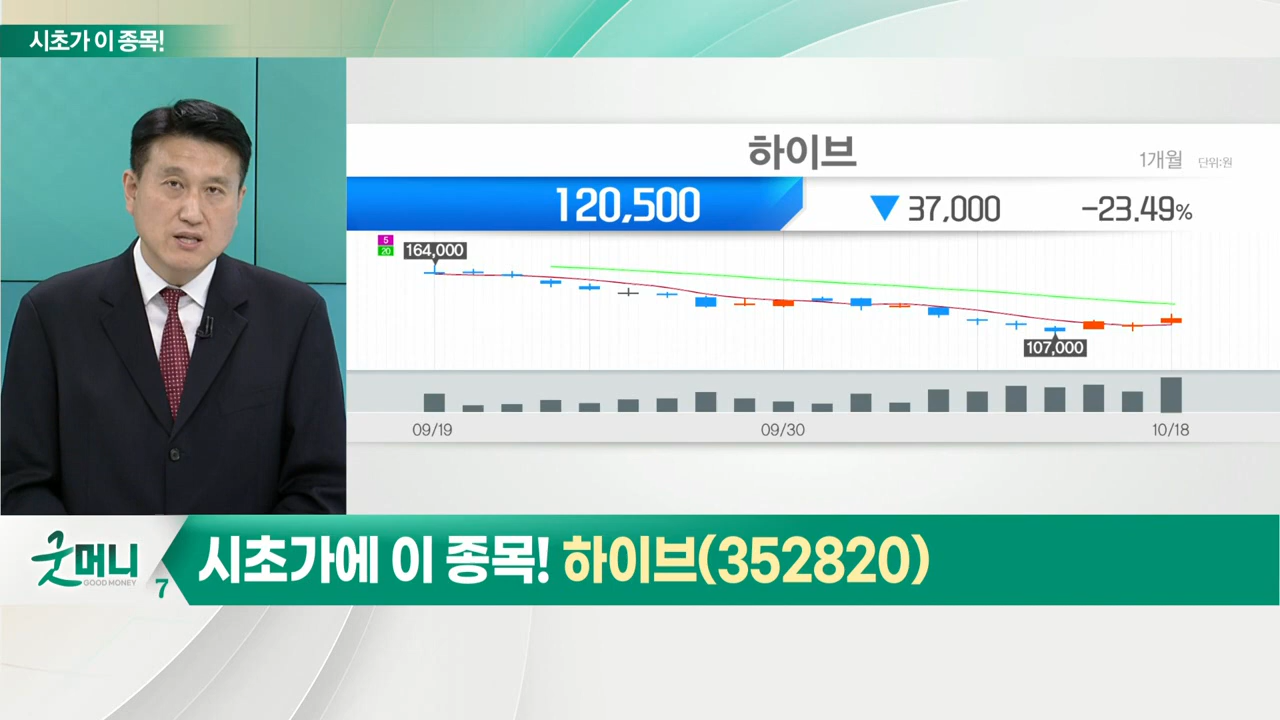 시초가 이 종목!
하이브
1개월 단위:원
120,500 ▼ 37,000 -23.49%
5
20
164,000
107,000
09/19 09/30 10/18
굿머니
GOOD MONEY
7
시초가에 이 종목! 하이브(352820)